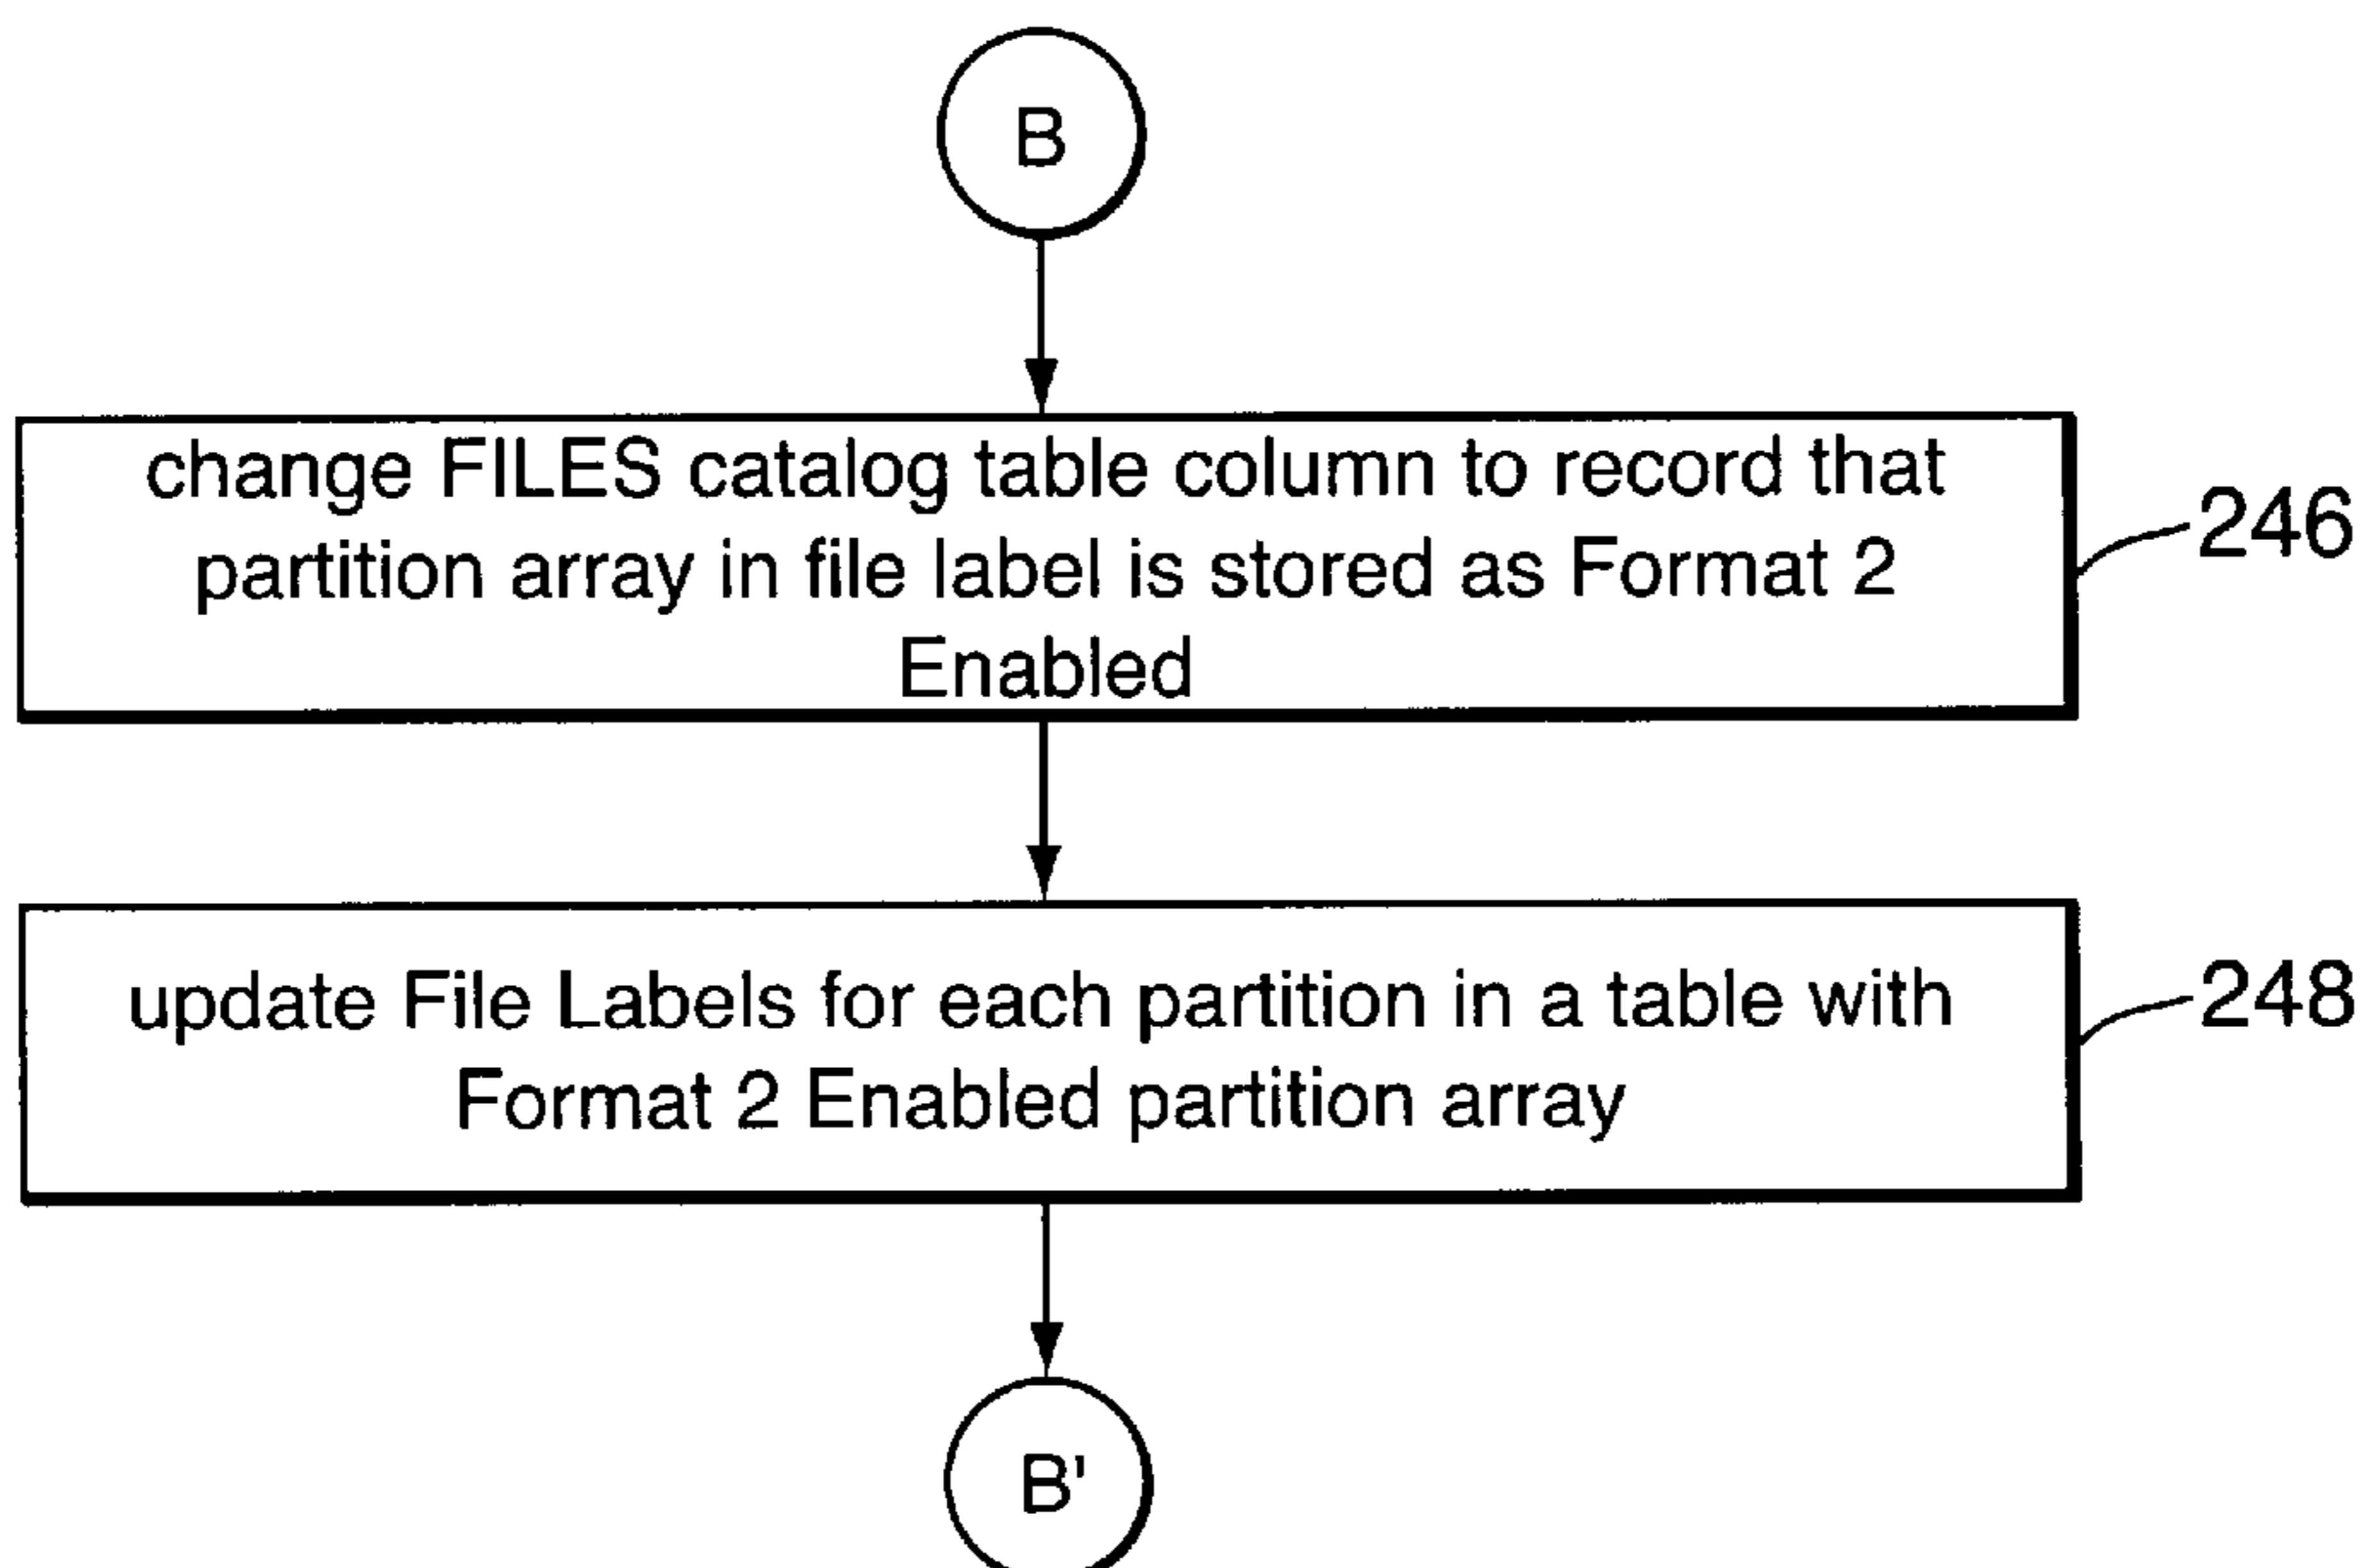 B
change FILES catalog table column to record that
partition array in file label is stored as Format 2
Enabled
246
update File Labels for each partition in a table with
Format 2 Enabled partition array
248
B'